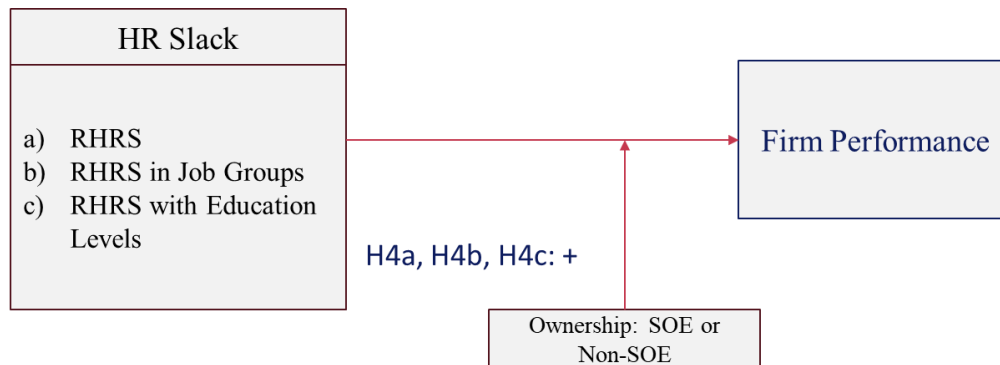 HR Slack
a) RHRS
b) RHRS in Job Groups
c) RHRS with Education
Levels
Firm Performance
H4a, H4b, H4c: +
Ownership: SOE or
Non-SOE